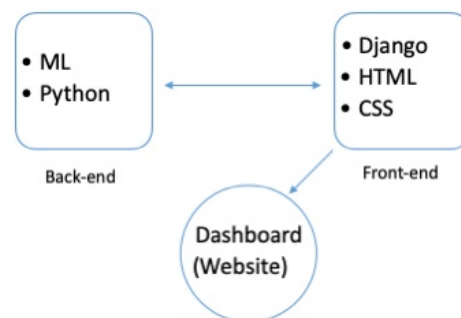 • ML
• Python
Back-end
• Django
• HTML
• CSS
Front-end
Dashboard
(Website)